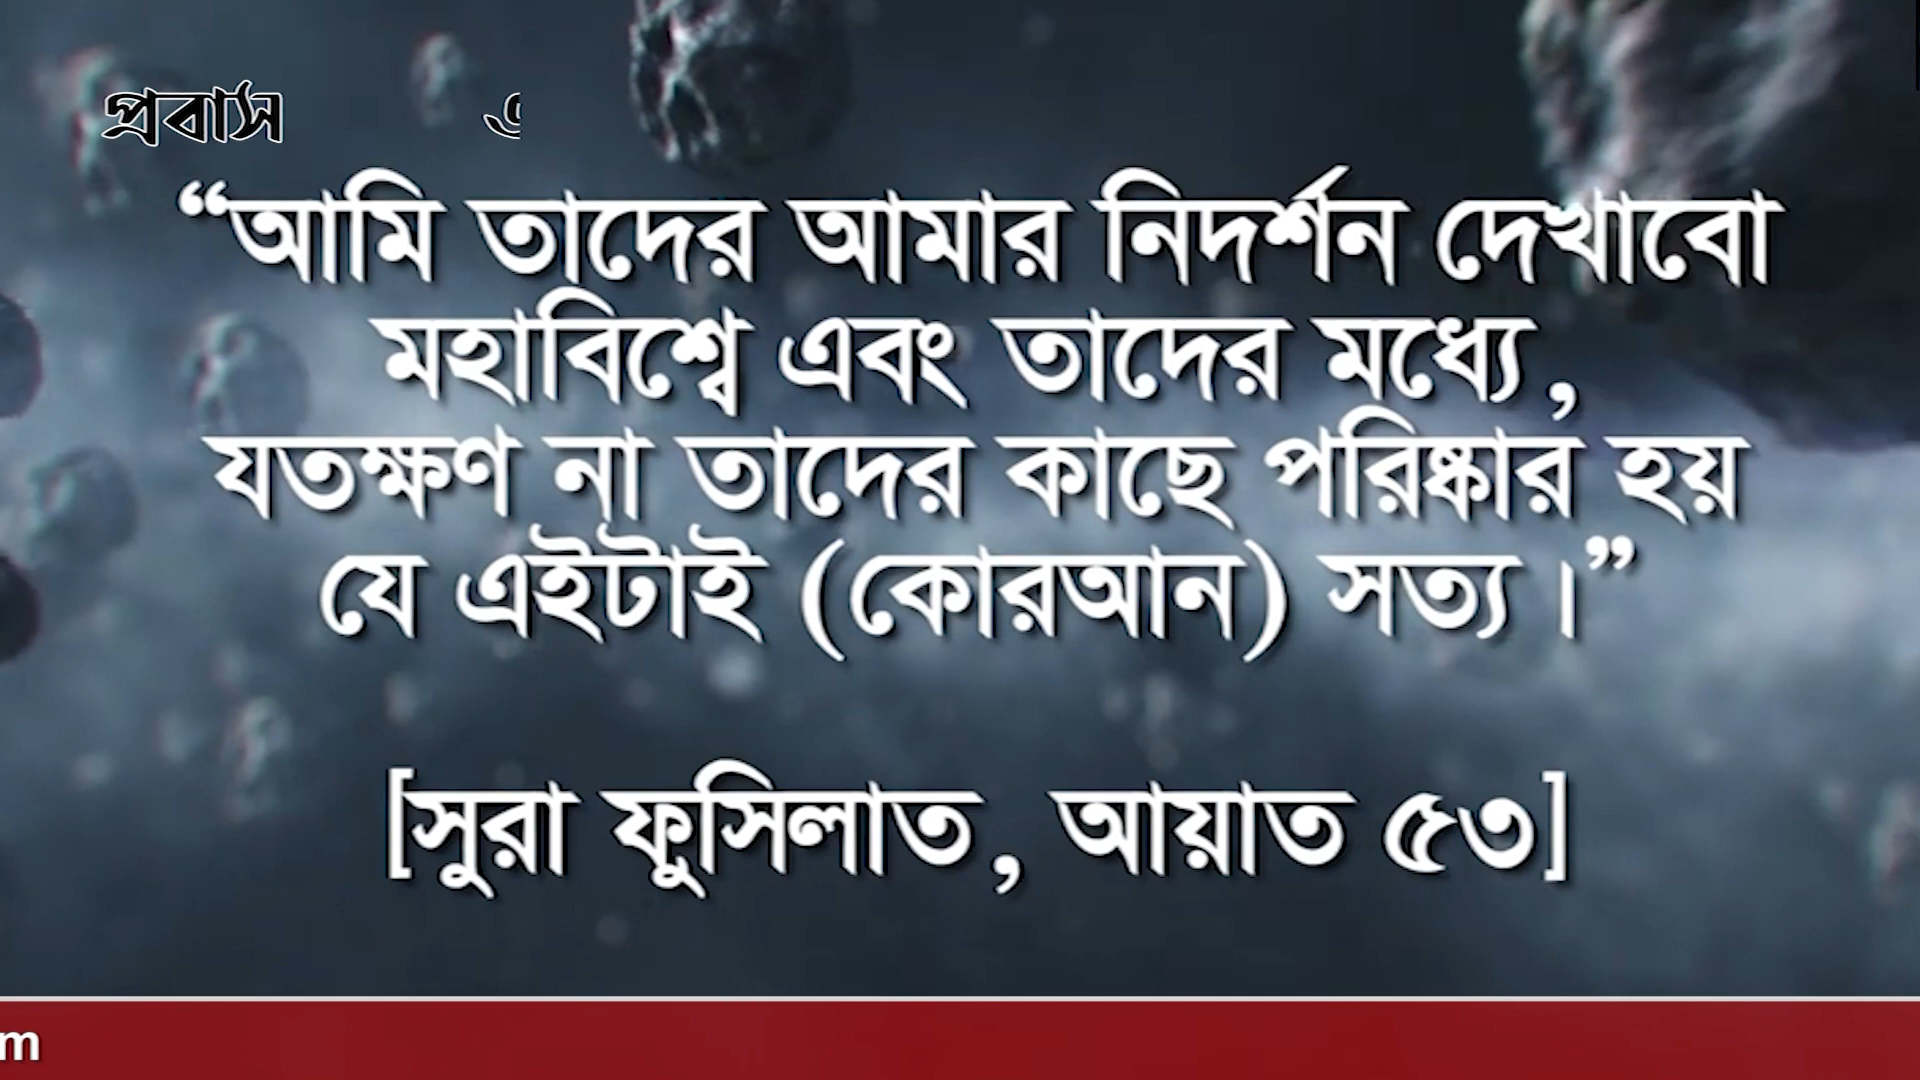 প্রবাস
“আমি তাদের আমার নিদর্শন দেখাবো
মহাবিশ্বে এবং তাদের মধ্যে,
যতক্ষণ না তাদের কাছে পরিষ্কার হয়
যে এইটাই (কোরআন) সত্য।”
[সুরা ফুসিলাত, আয়াত ৫৩]
m